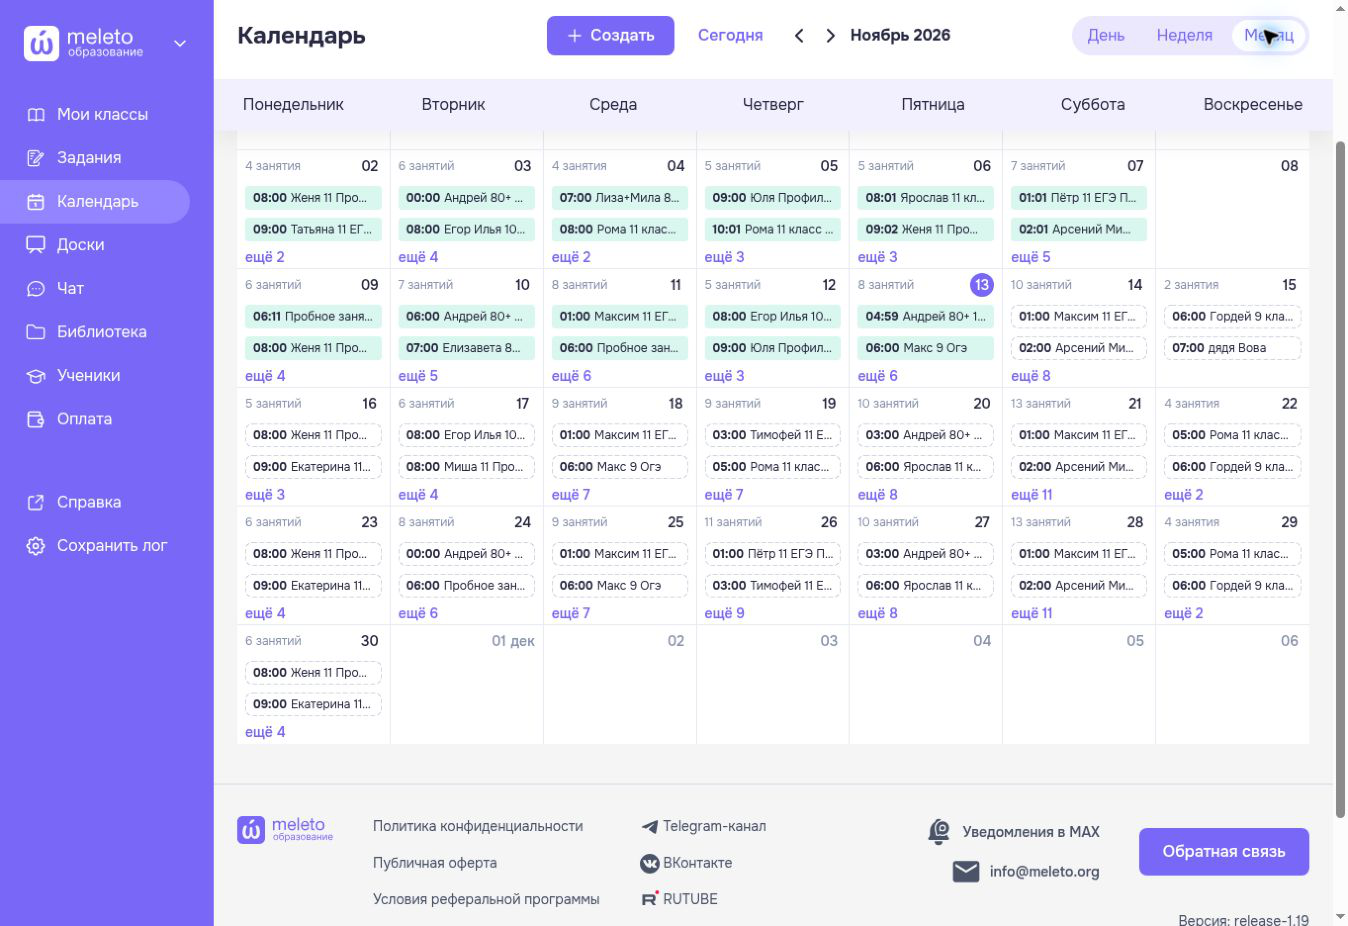 meleto
образование
Мои классы
Задания
Календарь
Доски
Чат
Библиотека
Ученики
Оплата
Справка
Сохранить лог
Календарь
+ Создать
Сегодня
Ноябрь 2026
День Неделя Месяц
Понедельник Вторник Среда Четверг Пятница Суббота Воскресенье
4 занятия 02 6 занятий 03 4 занятия 04 5 занятий 05 5 занятий 06 7 занятий 07 08
08:00 Женя 11 Про... 00:00 Андрей 80+ ... 07:00 Лиза+Мила 8... 09:00 Юля Профил... 08:01 Ярослав 11 кл... 01:01 Пётр 11 ЕГЭ П...
09:00 Татьяна 11 ЕГ... 08:00 Егор Илья 10... 08:00 Рома 11 клас... 10:01 Рома 11 класс ... 09:02 Женя 11 Про... 02:01 Арсений Ми...
ещё 2 ещё 4 ещё 2 ещё 3 ещё 3 ещё 5
6 занятий 09 7 занятий 10 8 занятий 11 5 занятий 12 8 занятий 13 10 занятий 14 2 занятия 15
06:11 Пробное заня... 06:00 Андрей 80+ ... 01:00 Максим 11 ЕГ... 08:00 Егор Илья 10... 04:59 Андрей 80+ 1... 01:00 Максим 11 ЕГ... 06:00 Гордей 9 кла...
08:00 Женя 11 Про... 07:00 Елизавета 8... 06:00 Пробное зан... 09:00 Юля Профил... 06:00 Макс 9 Огэ 02:00 Арсений Ми... 07:00 дядя Вова
ещё 4 ещё 5 ещё 6 ещё 3 ещё 6 ещё 8
5 занятий 16 6 занятий 17 9 занятий 18 9 занятий 19 10 занятий 20 13 занятий 21 4 занятия 22
08:00 Женя 11 Про... 08:00 Егор Илья 10... 01:00 Максим 11 ЕГ... 03:00 Тимофей 11 Е... 03:00 Андрей 80+ ... 01:00 Максим 11 ЕГ... 05:00 Рома 11 клас...
09:00 Екатерина 11... 08:00 Миша 11 Про... 06:00 Макс 9 Огэ 05:00 Рома 11 клас... 06:00 Ярослав 11 к... 02:00 Арсений Ми... 06:00 Гордей 9 кла...
ещё 3 ещё 4 ещё 7 ещё 7 ещё 8 ещё 11 ещё 2
6 занятий 23 8 занятий 24 9 занятий 25 11 занятий 26 10 занятий 27 13 занятий 28 4 занятия 29
08:00 Женя 11 Про... 00:00 Андрей 80+ ... 01:00 Максим 11 ЕГ... 01:00 Пётр 11 ЕГЭ П... 03:00 Андрей 80+ ... 01:00 Максим 11 ЕГ... 05:00 Рома 11 клас...
09:00 Екатерина 11... 06:00 Пробное зан... 06:00 Макс 9 Огэ 03:00 Тимофей 11 Е... 06:00 Ярослав 11 к... 02:00 Арсений Ми... 06:00 Гордей 9 кла...
ещё 4 ещё 6 ещё 7 ещё 9 ещё 8 ещё 11 ещё 2
6 занятий 30 01 дек 02 03 04 05 06
08:00 Женя 11 Про...
09:00 Екатерина 11...
ещё 4
meleto
образование
Политика конфиденциальности
Публичная оферта
Условия реферальной программы
Telegram-канал
ВКонтакте
RUTUBE
Уведомления в MAX
info@meleto.org
Обратная связь
Версия: release-1.19